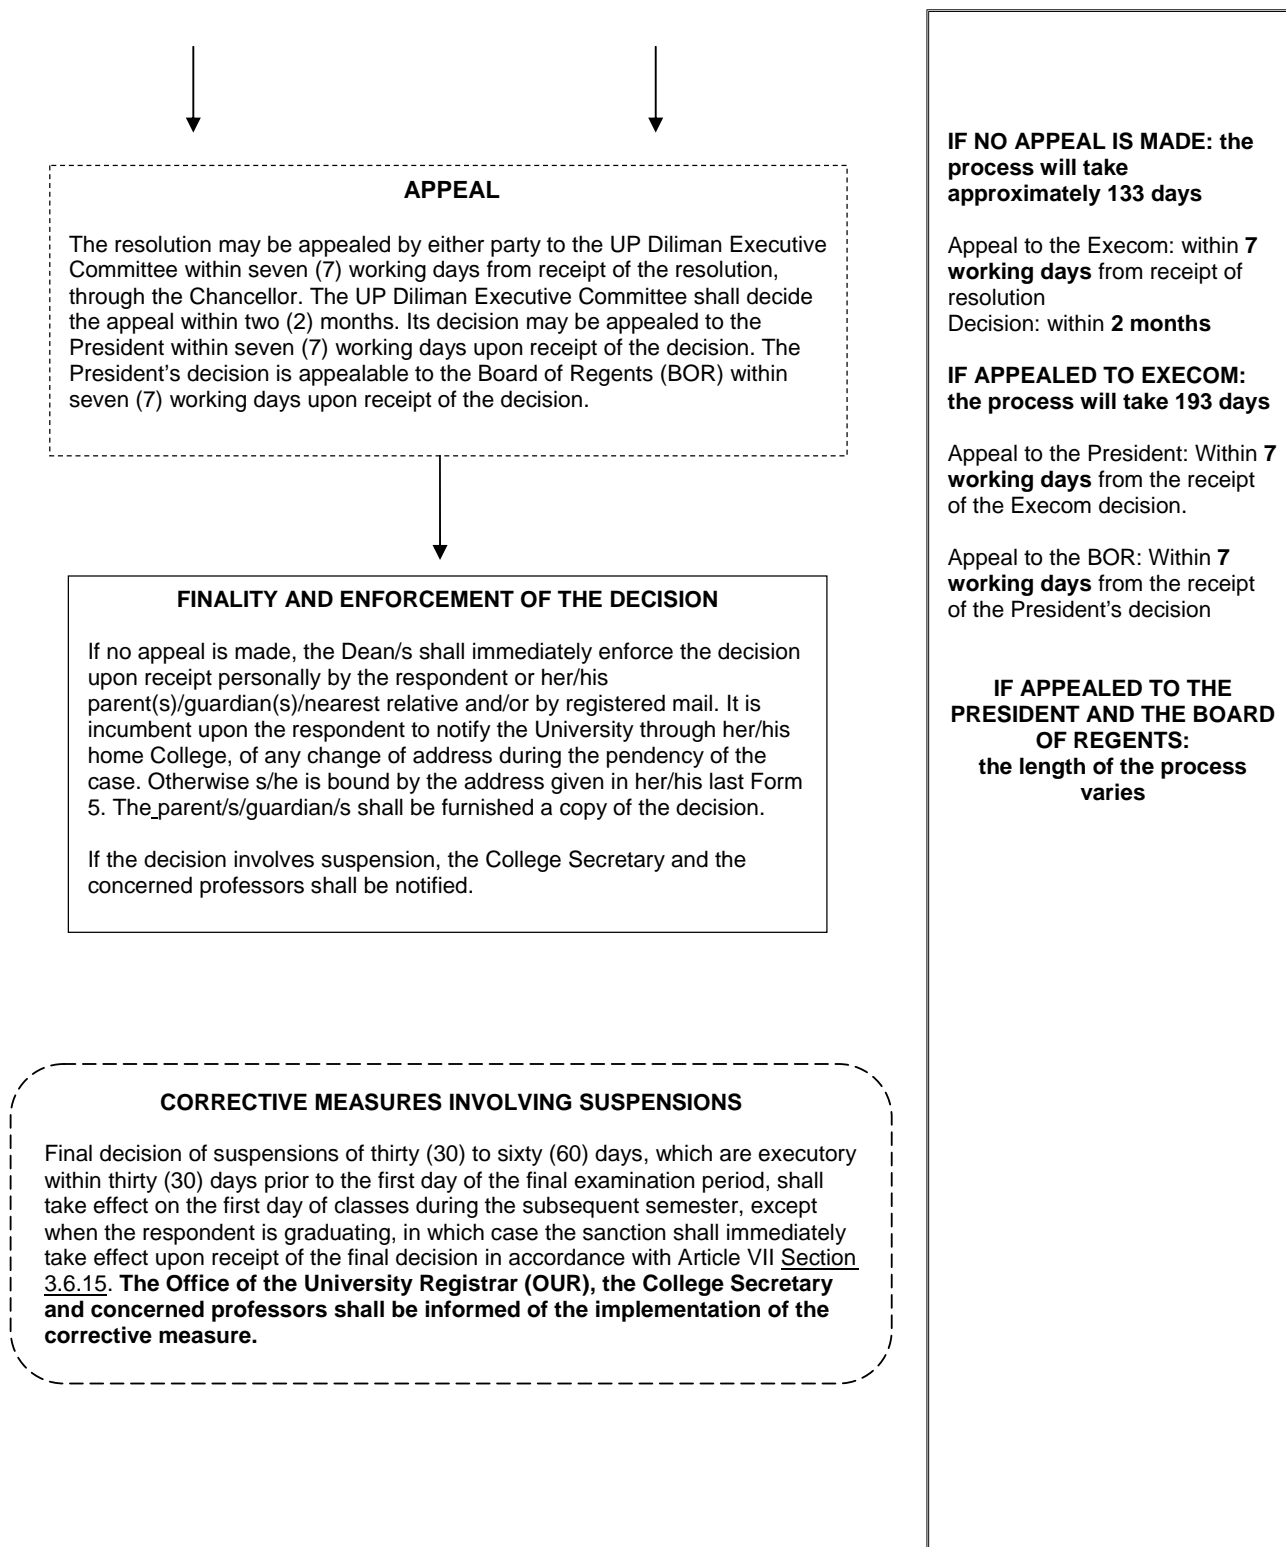 APPEAL
The resolution may be appealed by either party to the UP Diliman Executive
Committee within seven (7) working days from receipt of the resolution,
through the Chancellor. The UP Diliman Executive Committee shall decide
the appeal within two (2) months. Its decision may be appealed to the
President within seven (7) working days upon receipt of the decision. The
President’s decision is appealable to the Board of Regents (BOR) within
seven (7) working days upon receipt of the decision.
FINALITY AND ENFORCEMENT OF THE DECISION
If no appeal is made, the Dean/s shall immediately enforce the decision
upon receipt personally by the respondent or her/his
parent(s)/guardian(s)/nearest relative and/or by registered mail. It is
incumbent upon the respondent to notify the University through her/his
home College, of any change of address during the pendency of the
case. Otherwise s/he is bound by the address given in her/his last Form
5. The parent/s/guardian/s shall be furnished a copy of the decision.
If the decision involves suspension, the College Secretary and the
concerned professors shall be notified.
CORRECTIVE MEASURES INVOLVING SUSPENSIONS
Final decision of suspensions of thirty (30) to sixty (60) days, which are executory
within thirty (30) days prior to the first day of the final examination period, shall
take effect on the first day of classes during the subsequent semester, except
when the respondent is graduating, in which case the sanction shall immediately
take effect upon receipt of the final decision in accordance with Article VII Section
3.6.15. The Office of the University Registrar (OUR), the College Secretary
and concerned professors shall be informed of the implementation of the
corrective measure.
IF NO APPEAL IS MADE: the
process will take
approximately 133 days
Appeal to the Execom: within 7
working days from receipt of
resolution
Decision: within 2 months
IF APPEALED TO EXECOM:
the process will take 193 days
Appeal to the President: Within 7
working days from the receipt
of the Execom decision.
Appeal to the BOR: Within 7
working days from the receipt
of the President’s decision
IF APPEALED TO THE
PRESIDENT AND THE BOARD
OF REGENTS:
the length of the process
varies